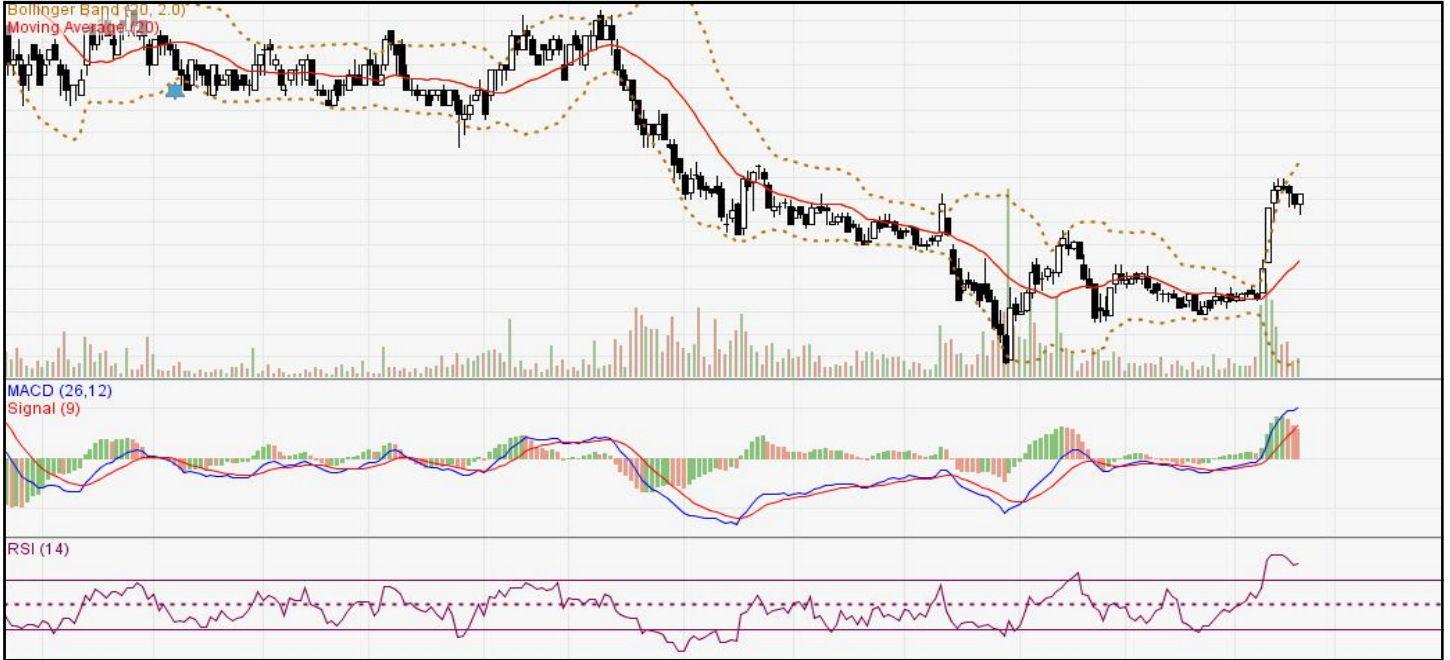 Bollinger Band (20, 2.0)
Moving Average (20)
MACD (26,12)
Signal (9)
RSI (14)